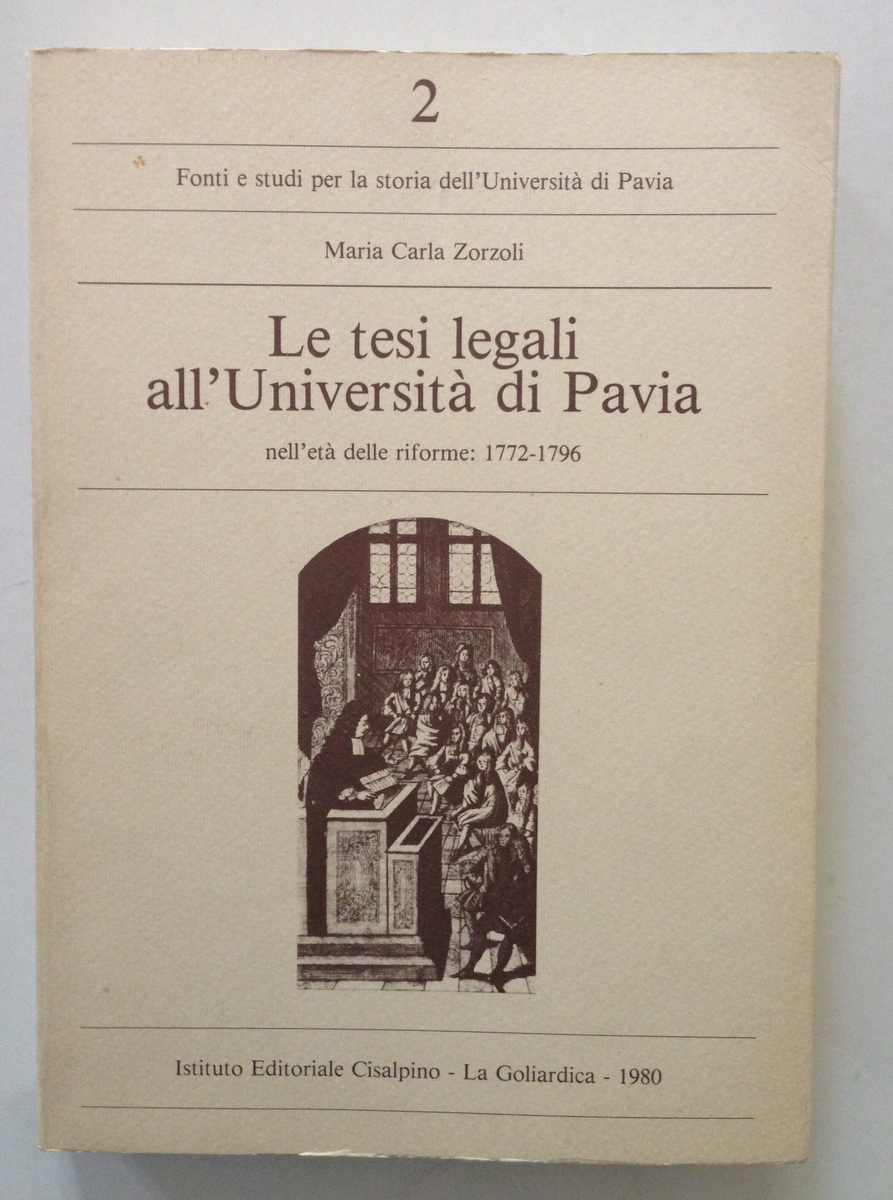 2
Fonti e studi per la storia dell'Università di Pavia
Maria Carla Zorzoli
Le tesi legali
all'Università di Pavia
nell'età delle riforme: 1772-1796
Istituto Editoriale Cisalpino - La Goliardica - 1980